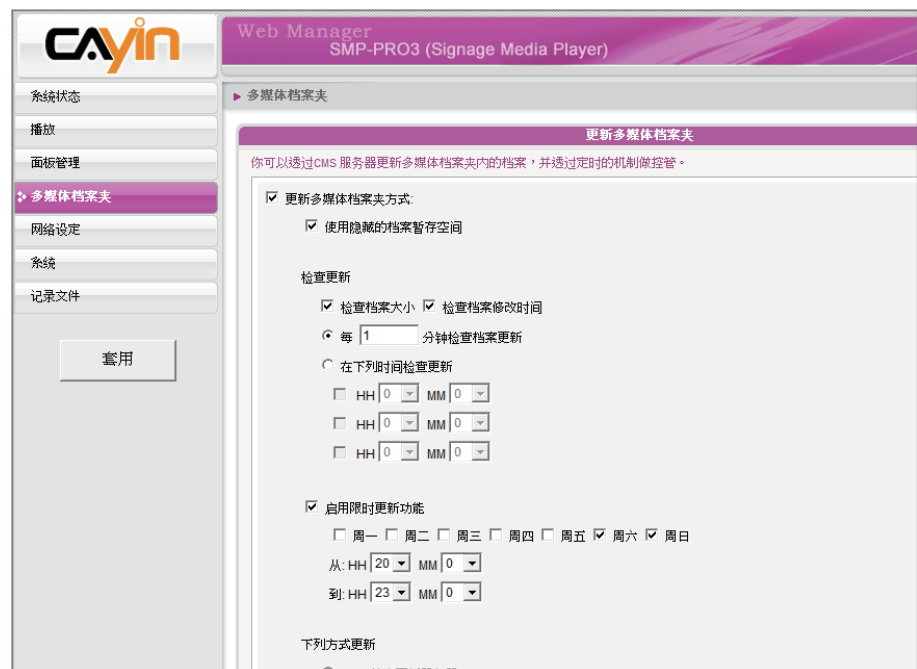 CAyin
Web Manager
SMP-PRO3 (Signage Media Player)
系统状态
播放
面板管理
多媒体档案夹
网络设定
系统
记录文件
套用
多媒体档案夹
更新多媒体档案夹
你可以透过CMS 服务器更新多媒体档案夹内的档案，并透过定时的机制做控管。
更新多媒体档案夹方式:
使用隐藏的档案暂存空间
检查更新
检查档案大小 检查档案修改时间
每 1 分钟检查档案更新
在下列时间检查更新
HH 0 MM 0
HH 0 MM 0
HH 0 MM 0
启用限时更新功能
周一 周二 周三 周四 周五 周六 周日
从: HH 20 MM 0
到: HH 23 MM 0
下列方式更新